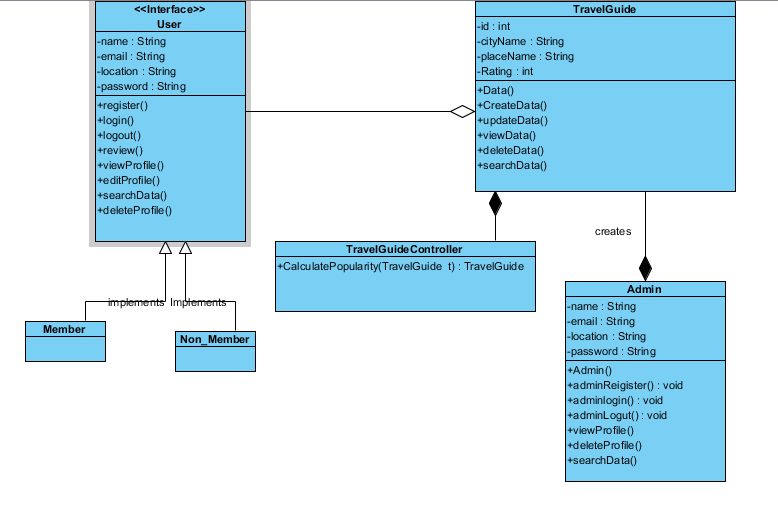 <<Interface>>
User
-name : String
-email : String
-location : String
-password : String
+register()
+login()
+logout()
+review()
+viewProfile()
+editProfile()
+searchData()
+deleteProfile()
TravelGuide
-id : int
-cityName : String
-placeName : String
-Rating : int
+Data()
+CreateData()
+updateData()
+viewData()
+deleteData()
+searchData()
creates
TravelGuideController
+CalculatePopularity(TravelGuide t) : TravelGuide
implements
Implements
Member
Non_Member
Admin
-name : String
-email : String
-location : String
-password : String
+Admin()
+adminReigister() : void
+adminlogin() : void
+adminLogut() : void
+viewProfile()
+deleteProfile()
+searchData()